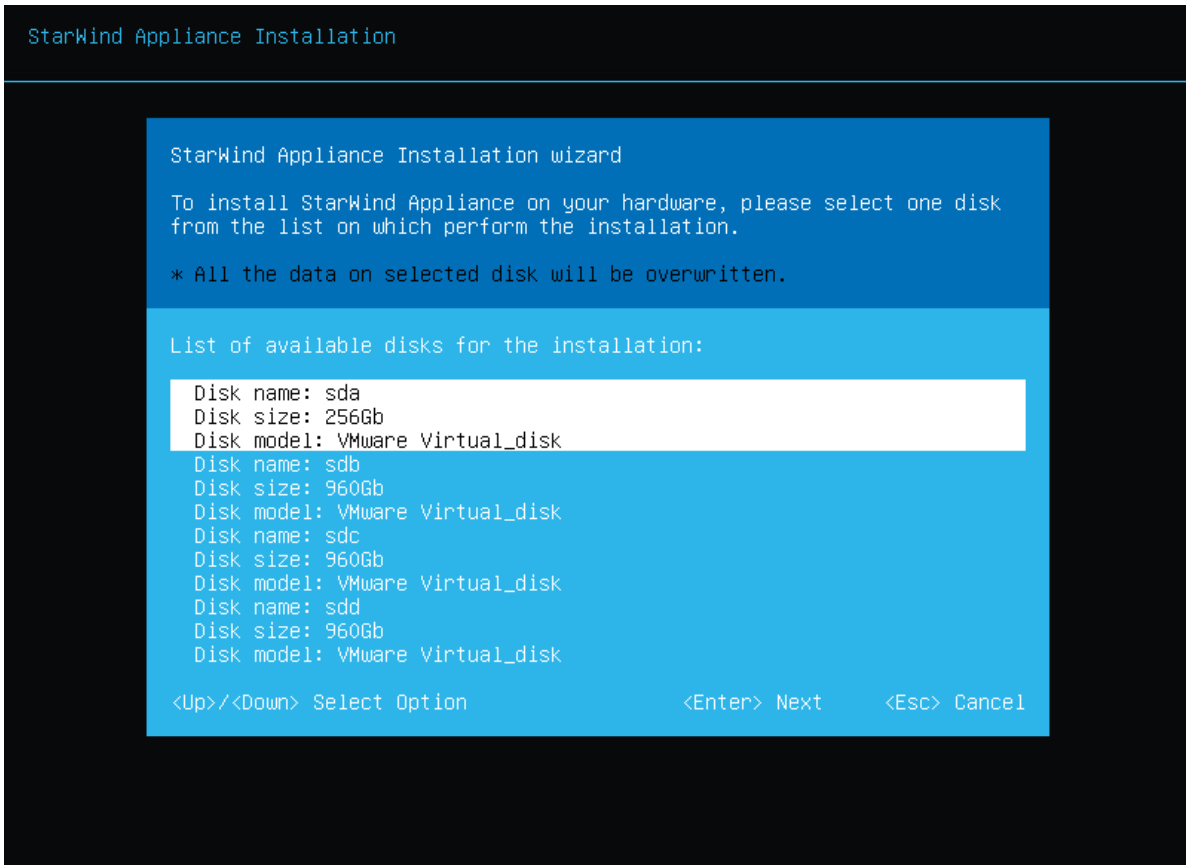 StarWind Appliance Installation
StarWind Appliance Installation wizard
To install StarWind Appliance on your hardware, please select one disk
from the list on which perform the installation.
* All the data on selected disk will be overwritten.
List of available disks for the installation:
Disk name: sda
Disk size: 256Gb
Disk model: VMware Virtual_disk
Disk name: sdb
Disk size: 960Gb
Disk model: VMware Virtual_disk
Disk name: sdc
Disk size: 960Gb
Disk model: VMware Virtual_disk
Disk name: sdd
Disk size: 960Gb
Disk model: VMware Virtual_disk
<Up>/<Down> Select Option <Enter> Next <Esc> Cancel